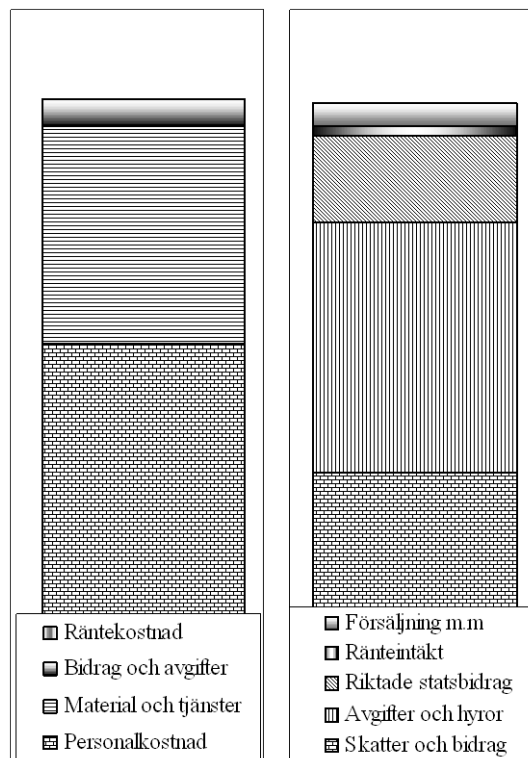 Räntekostnad
Bidrag och avgifter
Material och tjänster
Personalkostnad
Försäljning m.m
Ränteintäkt
Riktade statsbidrag
Avgifter och hyror
Skatter och bidrag